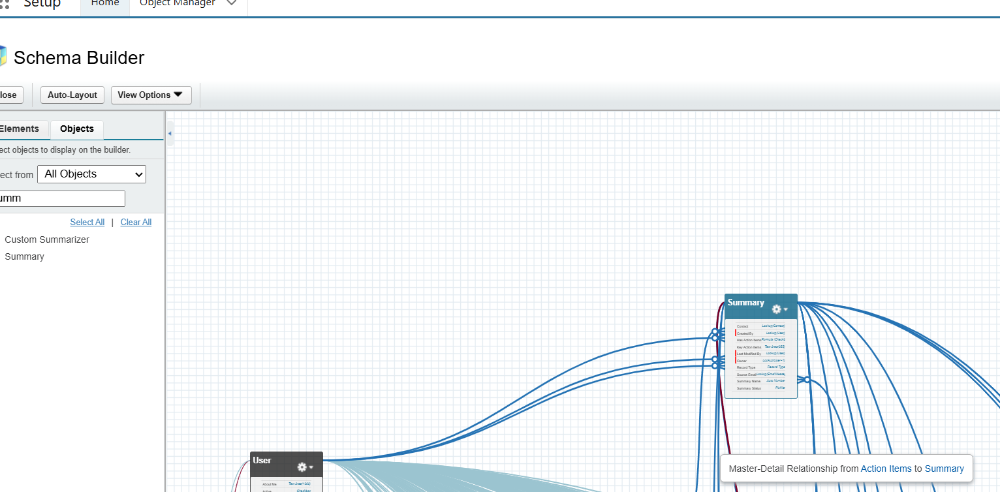 Setup
Home
Object Manager
Schema Builder
lose
Auto-Layout
View Options
Elements
Objects
ect objects to display on the builder.
ect from
All Objects
umm
Select All | Clear All
Custom Summarizer
Summary
Summary
Contact Lookup(Contact)
Created By Lookup(User)
Has Action Items Formula (Checkb
Key Action Items Text Area(255)
Last Modified By Lookup(User)
Owner Lookup(User+1)
Record Type Record Type
Source Email Lookup(EmailMessag
Summary Name Auto Number
Summary Status Picklist
User
About Me Text Area(1000)
Active Checkbox
Master-Detail Relationship from Action Items to Summary